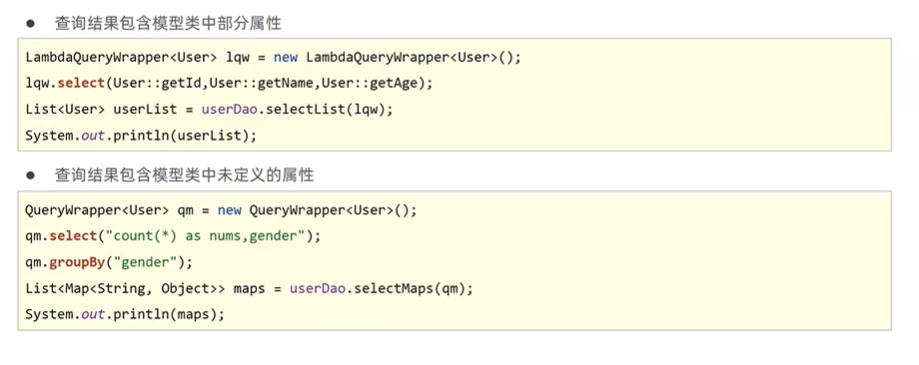 ● 查询结果包含模型类中部分属性
LambdaQueryWrapper<User> lqw = new LambdaQueryWrapper<User>();
lqw.select(User::getId,User::getName,User::getAge);
List<User> userList = userDao.selectList(lqw);
System.out.println(userList);
● 查询结果包含模型类中未定义的属性
QueryWrapper<User> qm = new QueryWrapper<User>();
qm.select("count(*) as nums,gender");
qm.groupBy("gender");
List<Map<String, Object>> maps = userDao.selectMaps(qm);
System.out.println(maps);